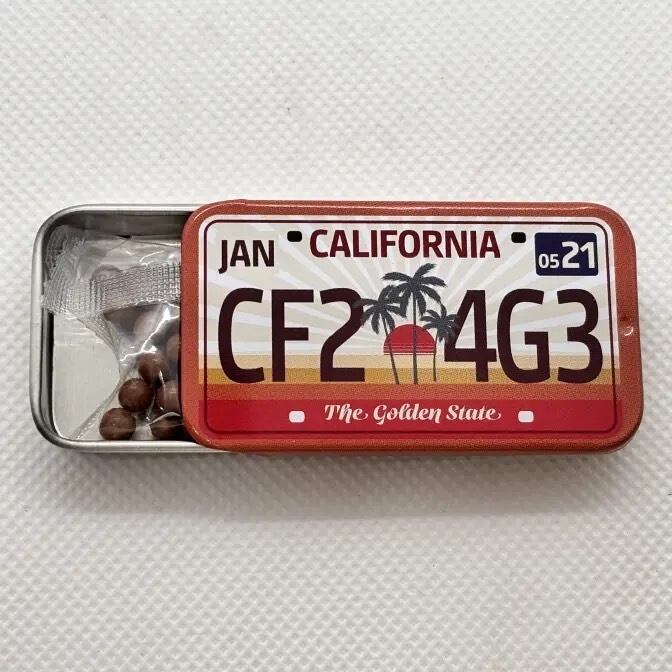 JAN CALIFORNIA 05 21
CF2 4G3
The Golden State